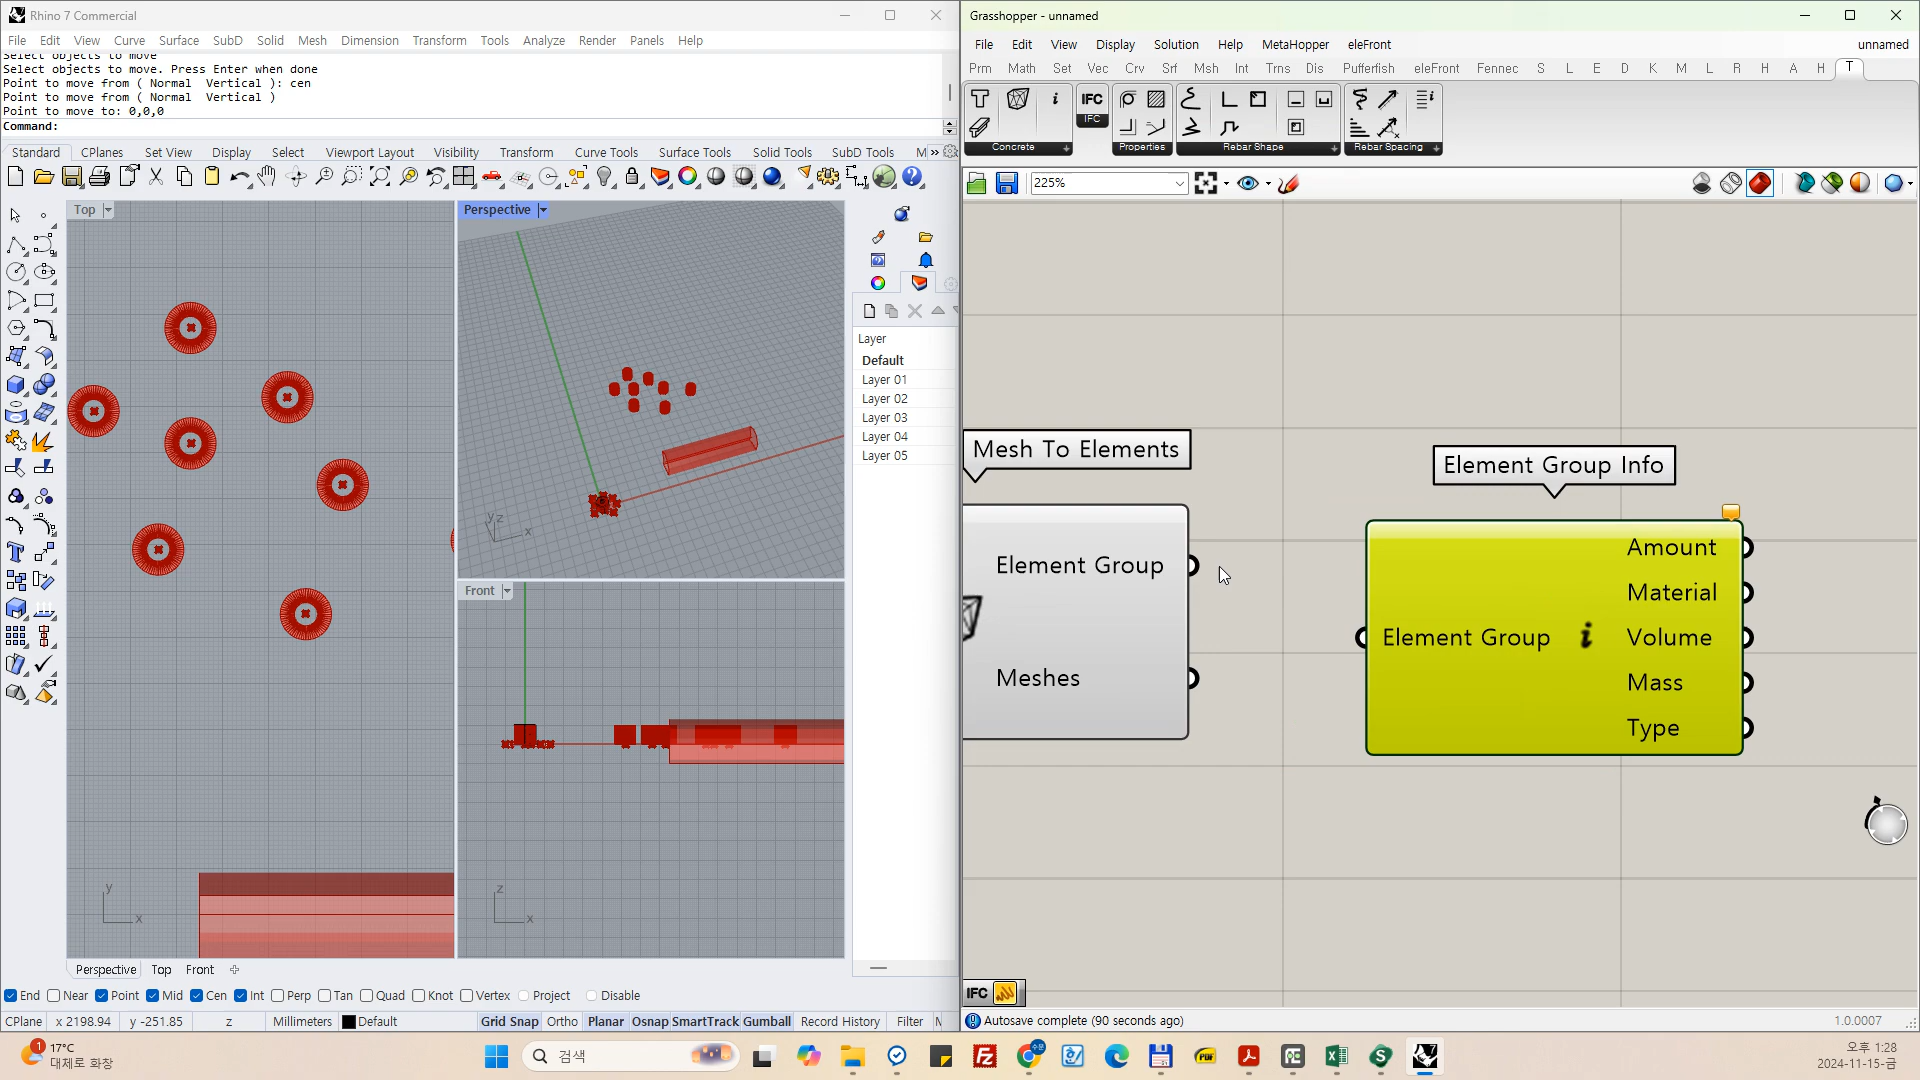 Rhino 7 Commercial
File Edit View Curve Surface SubD Solid Mesh Dimension Transform Tools Analyze Render Panels Help
Select objects to move
Select objects to move. Press Enter when done
Point to move from ( Normal  Vertical ): cen
Point to move from ( Normal  Vertical )
Point to move to: 0,0,0
Command:
Standard CPlanes Set View Display Select Viewport Layout Visibility Transform Curve Tools Surface Tools Solid Tools SubD Tools M »
Top
Perspective
Front
y
x
y z
x
z
x
Layer
Default
Layer 01
Layer 02
Layer 03
Layer 04
Layer 05
Perspective Top Front
End Near Point Mid Cen Int Perp Tan Quad Knot Vertex Project Disable
CPlane x 2198.94 y -251.85 z Millimeters Default Grid Snap Ortho Planar Osnap SmartTrack Gumball Record History Filter
Grasshopper - unnamed
File Edit View Display Solution Help MetaHopper eleFront unnamed
Prm Math Set Vec Crv Srf Msh Int Trns Dis Pufferfish eleFront Fennec S L E D K M L R H A H T
IFC
IFC
Concrete Properties Rebar Shape Rebar Spacing
225%
Mesh To Elements
Element Group
Meshes
Element Group Info
Element Group
Amount
Material
Volume
Mass
Type
IFC
Autosave complete (90 seconds ago) 1.0.0007
1
17°C
대체로 화창
검색
PDF
오후 1:28
2024-11-15-금